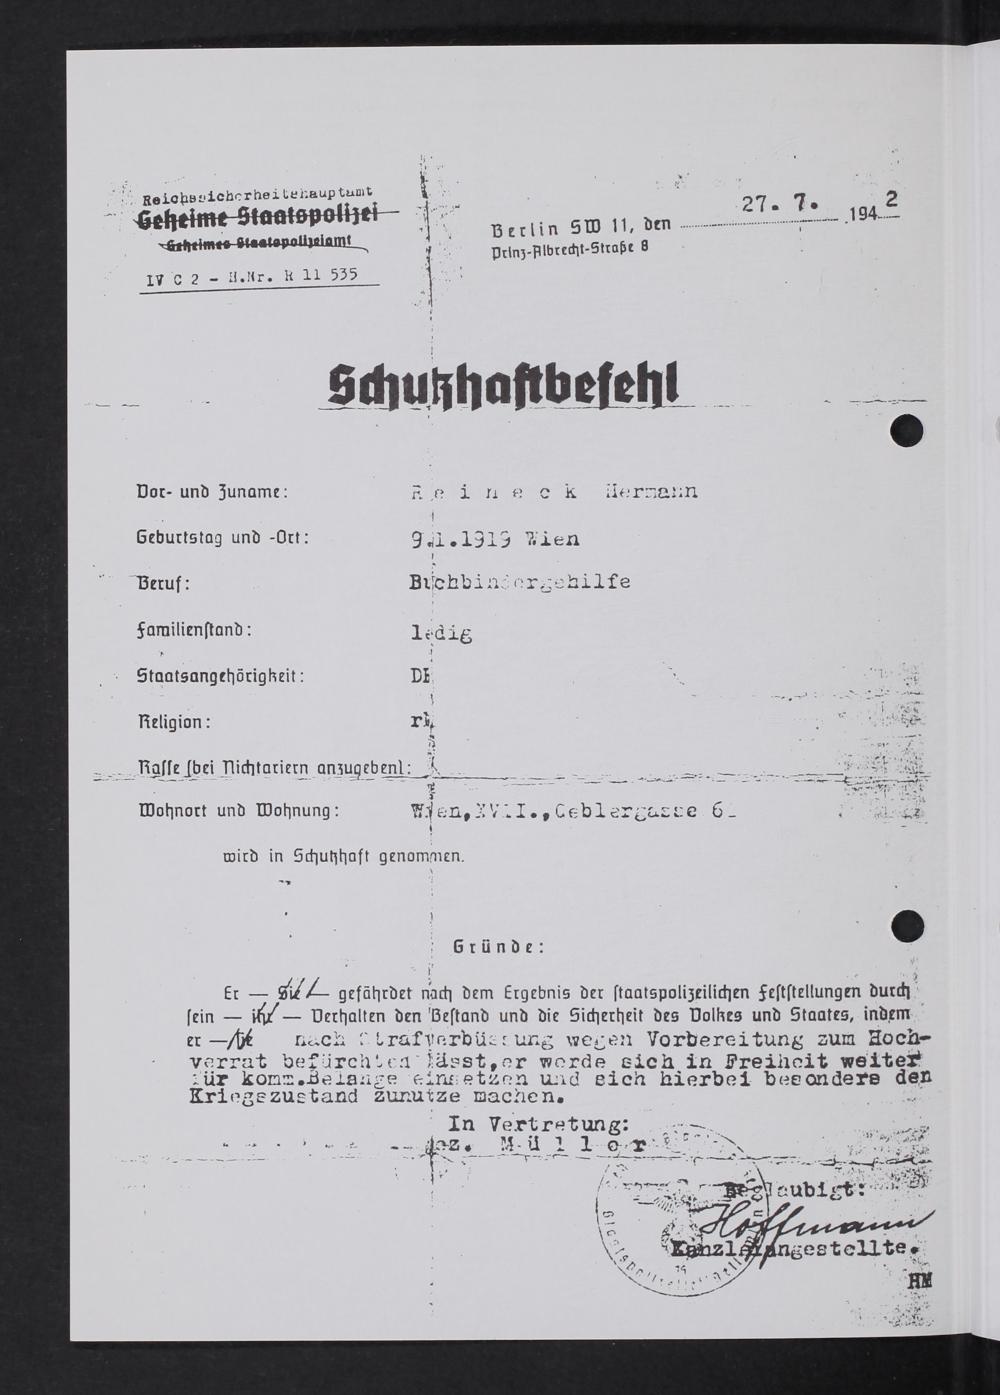 Reichssicherheitshauptamt
Geheime Staatspolizei
Geheimes Staatspolizeiamt
IV C 2 - H.Nr. R 11 535
Berlin SW 11, den 27. 7. 1942
Prinz-Albrecht-Straße 8
Schutzhaftbefehl
Vor- und Zuname: R e i n e c k Hermann
Geburtstag und -Ort: 9.1.1919 Wien
Beruf: Buchbindergehilfe
Familienstand: ledig
Staatsangehörigkeit: DR
Religion: rk
Rasse (bei Nichtariern anzugeben):
Wohnort und Wohnung: Wien, XVII., Geblergasse
wird in Schutzhaft genommen.
Gründe:
Er — Sie — gefährdet nach dem Ergebnis der staatspolizeilichen Feststellungen durch
sein — ihr — Verhalten den Bestand und die Sicherheit des Volkes und Staates, indem
er — nach Strafverbüssung wegen Vorbereitung zum Hoch-
verrat befürchten lässt, er werde sich in Freiheit weiter
für komm. Belange einsetzen und sich hierbei besonders den
Kriegszustand zunutze machen.
In Vertretung:
gez. M ü l l e r
Beglaubigt:
Hoffmann
Kanzleiangestellte.
HM